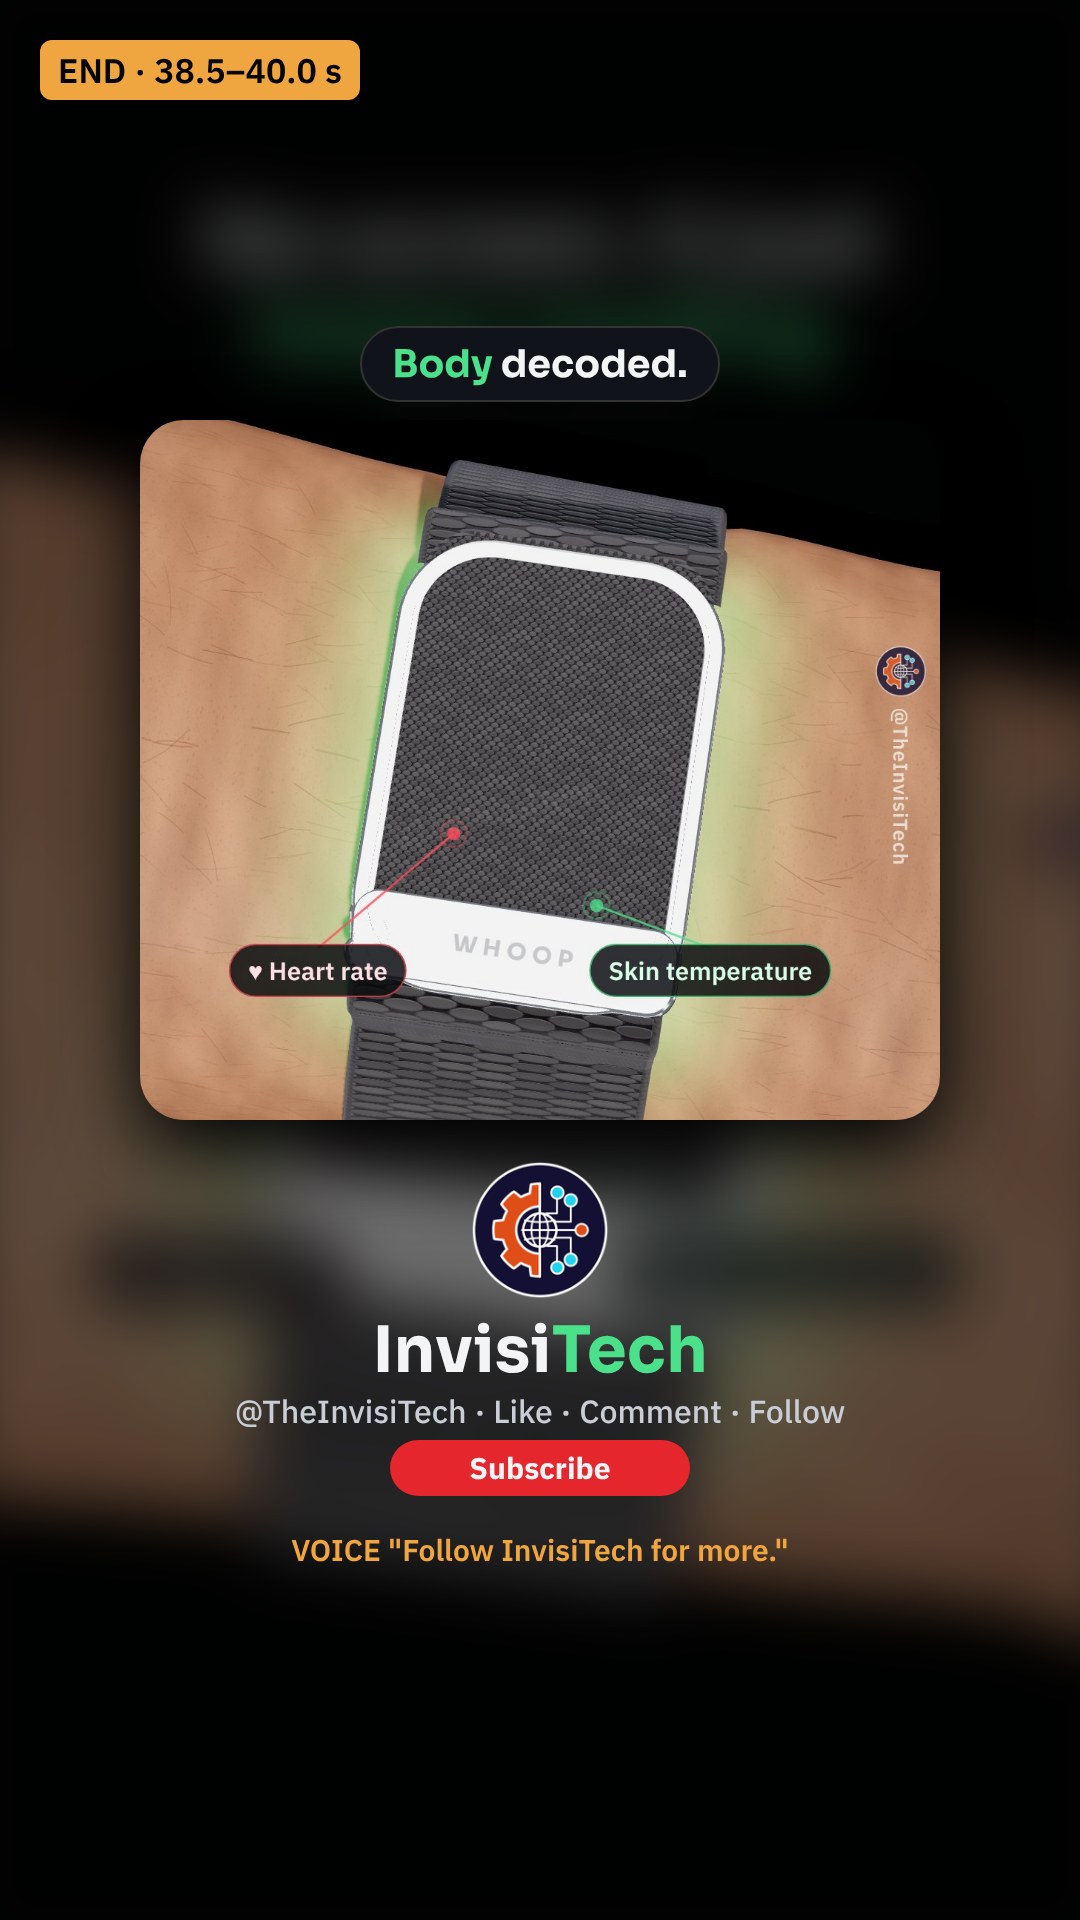 END · 38.5–40.0 s
Body decoded.
@TheInvisiTech
WHOOP
♥ Heart rate
Skin temperature
InvisiTech
@TheInvisiTech · Like · Comment · Follow
Subscribe
VOICE "Follow InvisiTech for more."